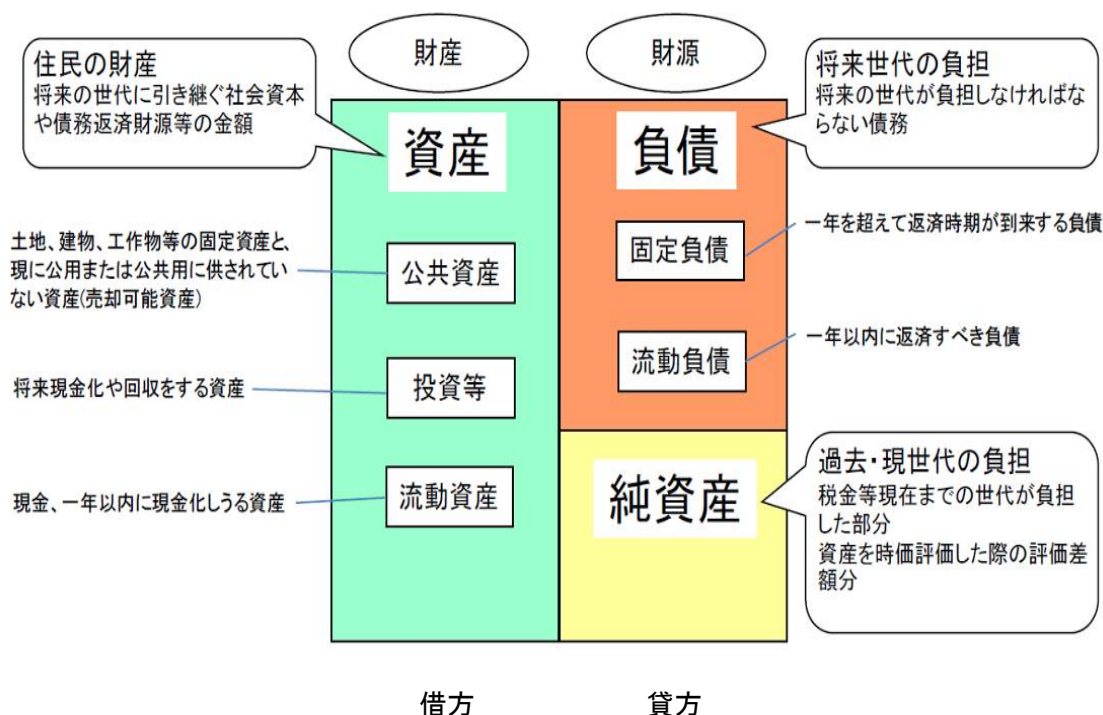 財産
財源
住民の財産
将来の世代に引き継ぐ社会資本
や債務返済財源等の金額
将来世代の負担
将来の世代が負担しなければな
らない債務
資産
負債
土地、建物、工作物等の固定資産と、
現に公用または公共用に供されてい
ない資産(売却可能資産)
公共資産
固定負債
一年を超えて返済時期が到来する負債
将来現金化や回収をする資産
投資等
流動負債
一年以内に返済すべき負債
現金、一年以内に現金化しうる資産
流動資産
純資産
過去・現世代の負担
税金等現在までの世代が負担
した部分
資産を時価評価した際の評価差
額分
借方
貸方